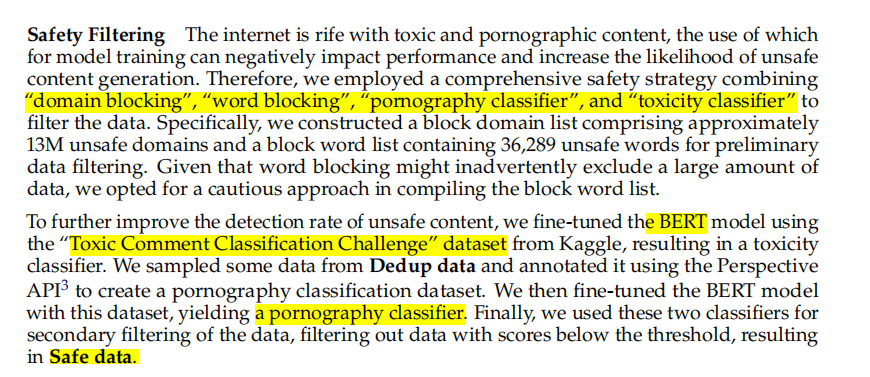 Safety Filtering The internet is rife with toxic and pornographic content, the use of which
for model training can negatively impact performance and increase the likelihood of unsafe
content generation. Therefore, we employed a comprehensive safety strategy combining
“domain blocking”, “word blocking”, “pornography classifier”, and “toxicity classifier” to
filter the data. Specifically, we constructed a block domain list comprising approximately
13M unsafe domains and a block word list containing 36,289 unsafe words for preliminary
data filtering. Given that word blocking might inadvertently exclude a large amount of
data, we opted for a cautious approach in compiling the block word list.
To further improve the detection rate of unsafe content, we fine-tuned the BERT model using
the “Toxic Comment Classification Challenge” dataset from Kaggle, resulting in a toxicity
classifier. We sampled some data from Dedup data and annotated it using the Perspective
API3 to create a pornography classification dataset. We then fine-tuned the BERT model
with this dataset, yielding a pornography classifier. Finally, we used these two classifiers for
secondary filtering of the data, filtering out data with scores below the threshold, resulting
in Safe data.